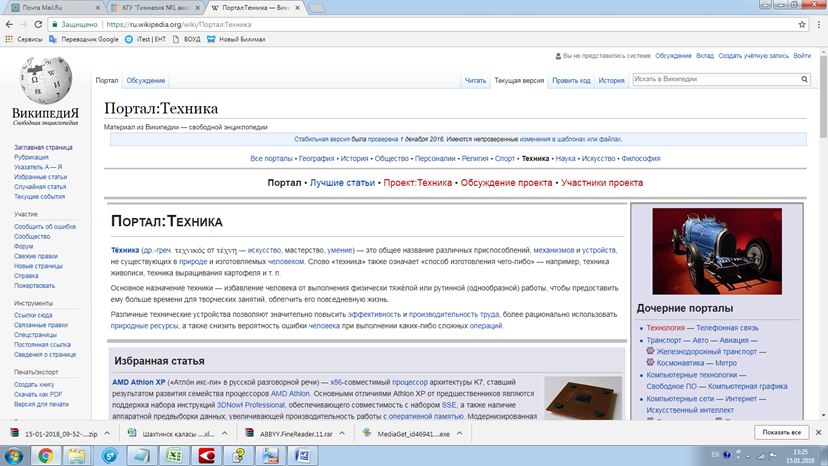 Почта Mail.Ru
КГУ "Гимназия №1 аким
Портал:Техника — Вики
Защищено https://ru.wikipedia.org/wiki/Портал:Техника
Сервисы Переводчик Google iTest | ЕНТ ВОУД Новый Билимал
Вы не представились системе Обсуждение Вклад Создать учётную запись Войти
Портал Обсуждение Читать Текущая версия Править код История Искать в Википедии
ВикипедиЯ
Свободная энциклопедия
Заглавная страница
Рубрикация
Указатель А — Я
Избранные статьи
Случайная статья
Текущие события
Участие
Сообщить об ошибке
Сообщество
Форум
Свежие правки
Новые страницы
Справка
Пожертвовать
Инструменты
Ссылки сюда
Связанные правки
Спецстраницы
Постоянная ссылка
Сведения о странице
Печать/экспорт
Создать книгу
Скачать как PDF
Версия для печати
Портал:Техника
Материал из Википедии — свободной энциклопедии
Стабильная версия была проверена 1 декабря 2016. Имеются непроверенные изменения в шаблонах или файлах.
Все порталы • География • История • Общество • Персоналии • Религия • Спорт • Техника • Наука • Искусство • Философия
Портал • Лучшие статьи • Проект:Техника • Обсуждение проекта • Участники проекта
Портал:Техника
Те́хника (др.-греч. τεχνικός от τέχνη — искусство, мастерство, умение) — это общее название различных приспособлений, механизмов и устройств,
не существующих в природе и изготовляемых человеком. Слово «техника» также означает «способ изготовления чего-либо» — например, техника
живописи, техника выращивания картофеля и т. п.
Основное назначение техники — избавление человека от выполнения физически тяжёлой или рутинной (однообразной) работы, чтобы предоставить
ему больше времени для творческих занятий, облегчить его повседневную жизнь.
Различные технические устройства позволяют значительно повысить эффективность и производительность труда, более рационально использовать
природные ресурсы, а также снизить вероятность ошибки человека при выполнении каких-либо сложных операций.
Избранная статья
AMD Athlon XP («Атло́н икс-пи» в русской разговорной речи) — x86-совместимый процессор архитектуры K7, ставший
результатом развития семейства процессоров AMD Athlon. Основными отличиями Athlon XP от предшественников являются
поддержка набора инструкций 3DNow! Professional, обеспечивающего совместимость с набором SSE, а также наличие
аппаратной предвыборки данных, увеличивающей производительность работы с оперативной памятью. Модернизированная
Дочерние порталы
Технология — Телефонная связь
Транспорт — Авто — Авиация —
Железнодорожный транспорт —
Космонавтика — Метро
Компьютерные технологии —
Свободное ПО — Компьютерная графика
Компьютерные сети — Интернет —
Искусственный интеллект
15-01-2018_09-52-....zip
Шахтинск қаласы ....xl...
ABBYY.FineReader.11.rar
MediaGet_id46941...exe
Показать все
EN
13:25
15.01.2018